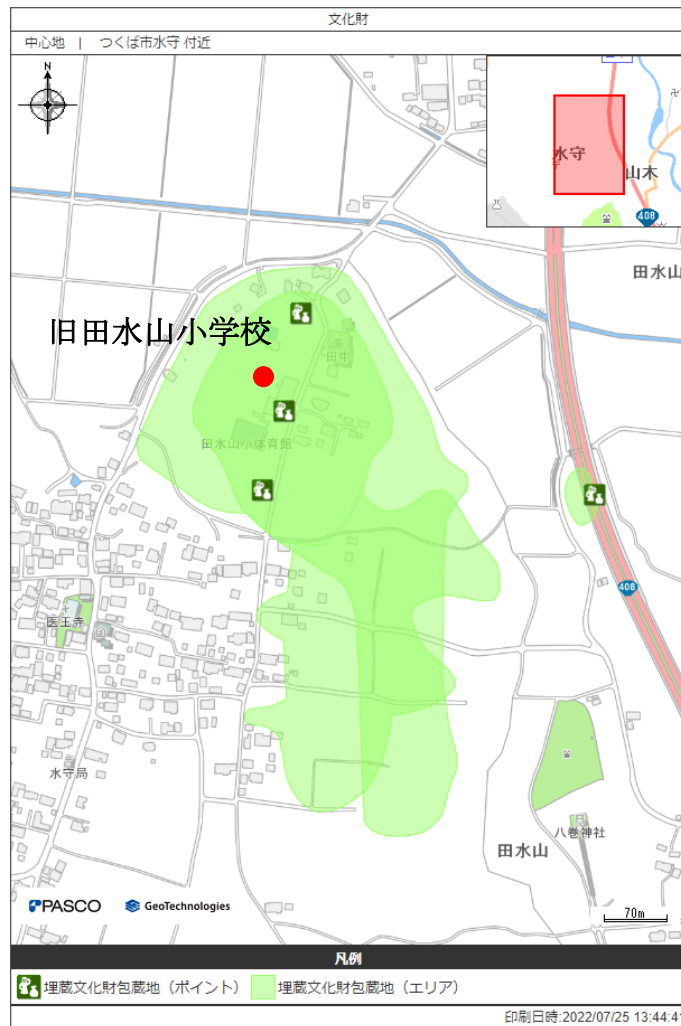 文化財
中心地 | つくば市水守 付近
N
水守
山木
408
田水山
旧田水山小学校
田中
田水山小体育館
408
医王寺
水守局
八巻神社
田水山
PASCO
GeoTechnologies
70m
凡例
埋蔵文化財包蔵地（ポイント）
埋蔵文化財包蔵地（エリア）
印刷日時:2022/07/25 13:44:41